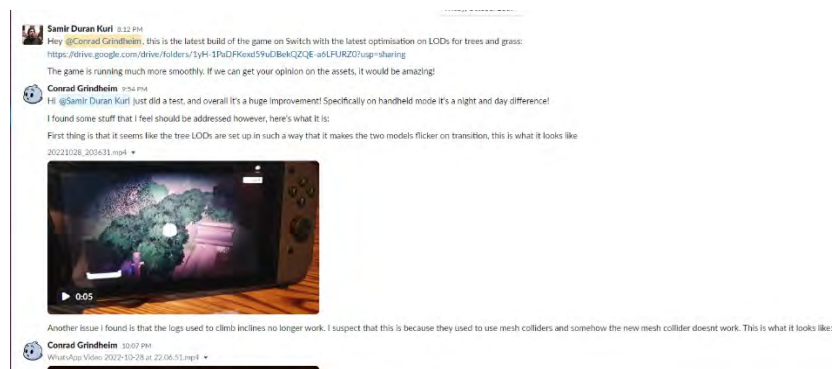 Samir Duran Kuri 8:12 PM
Hey @Conrad Grindheim, this is the latest build of the game on Switch with the latest optimisation on LODs for trees and grass:
https://drive.google.com/drive/folders/
The game is running much more smoothly. If we can get your opinion on the assets, it would be amazing!
Conrad Grindheim 9:54 PM
Hi @Samir Duran Kuri just did a test, and overall it's a huge improvement! Specifically on handheld mode it's a night and day difference!
I found some stuff that i feel should be addressed however, here's what it is:
First thing is that it seems like the tree LODs are set up in such a way that it makes the two models flicker on transition, this is what it looks like
20221028_203631.mp4
0:05
Another issue i found is that the logs used to climb inclines no longer work. I suspect that this is because they used to use mesh colliders and somehow the new mesh collider doesnt work. This is what it looks like:
Conrad Grindheim 10:07 PM
WhatsApp Video 2022-10-28 at 22.06.51.mp4